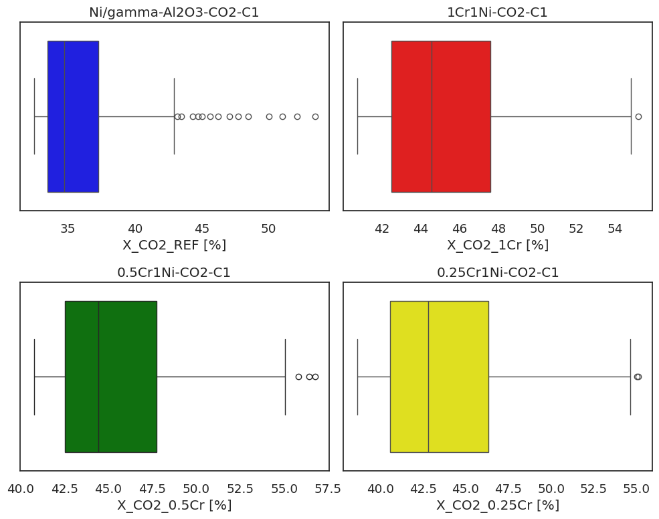 Ni/gamma-Al2O3-CO2-C1
35 40 45 50
X_CO2_REF [%]
1Cr1Ni-CO2-C1
42 44 46 48 50 52 54
X_CO2_1Cr [%]
0.5Cr1Ni-CO2-C1
40.0 42.5 45.0 47.5 50.0 52.5 55.0 57.5
X_CO2_0.5Cr [%]
0.25Cr1Ni-CO2-C1
40.0 42.5 45.0 47.5 50.0 52.5 55.0
X_CO2_0.25Cr [%]